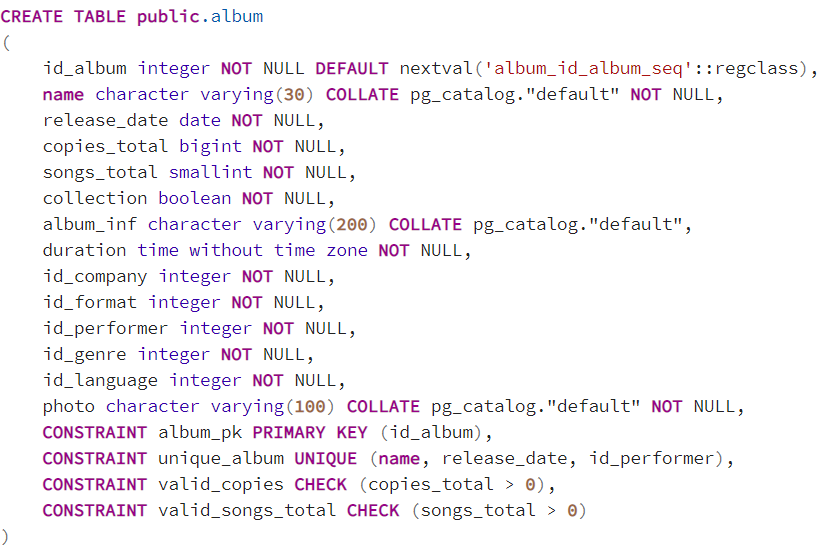 CREATE TABLE public.album
(
    id_album integer NOT NULL DEFAULT nextval('album_id_album_seq'::regclass),
    name character varying(30) COLLATE pg_catalog."default" NOT NULL,
    release_date date NOT NULL,
    copies_total bigint NOT NULL,
    songs_total smallint NOT NULL,
    collection boolean NOT NULL,
    album_inf character varying(200) COLLATE pg_catalog."default",
    duration time without time zone NOT NULL,
    id_company integer NOT NULL,
    id_format integer NOT NULL,
    id_performer integer NOT NULL,
    id_genre integer NOT NULL,
    id_language integer NOT NULL,
    photo character varying(100) COLLATE pg_catalog."default" NOT NULL,
    CONSTRAINT album_pk PRIMARY KEY (id_album),
    CONSTRAINT unique_album UNIQUE (name, release_date, id_performer),
    CONSTRAINT valid_copies CHECK (copies_total > 0),
    CONSTRAINT valid_songs_total CHECK (songs_total > 0)
)